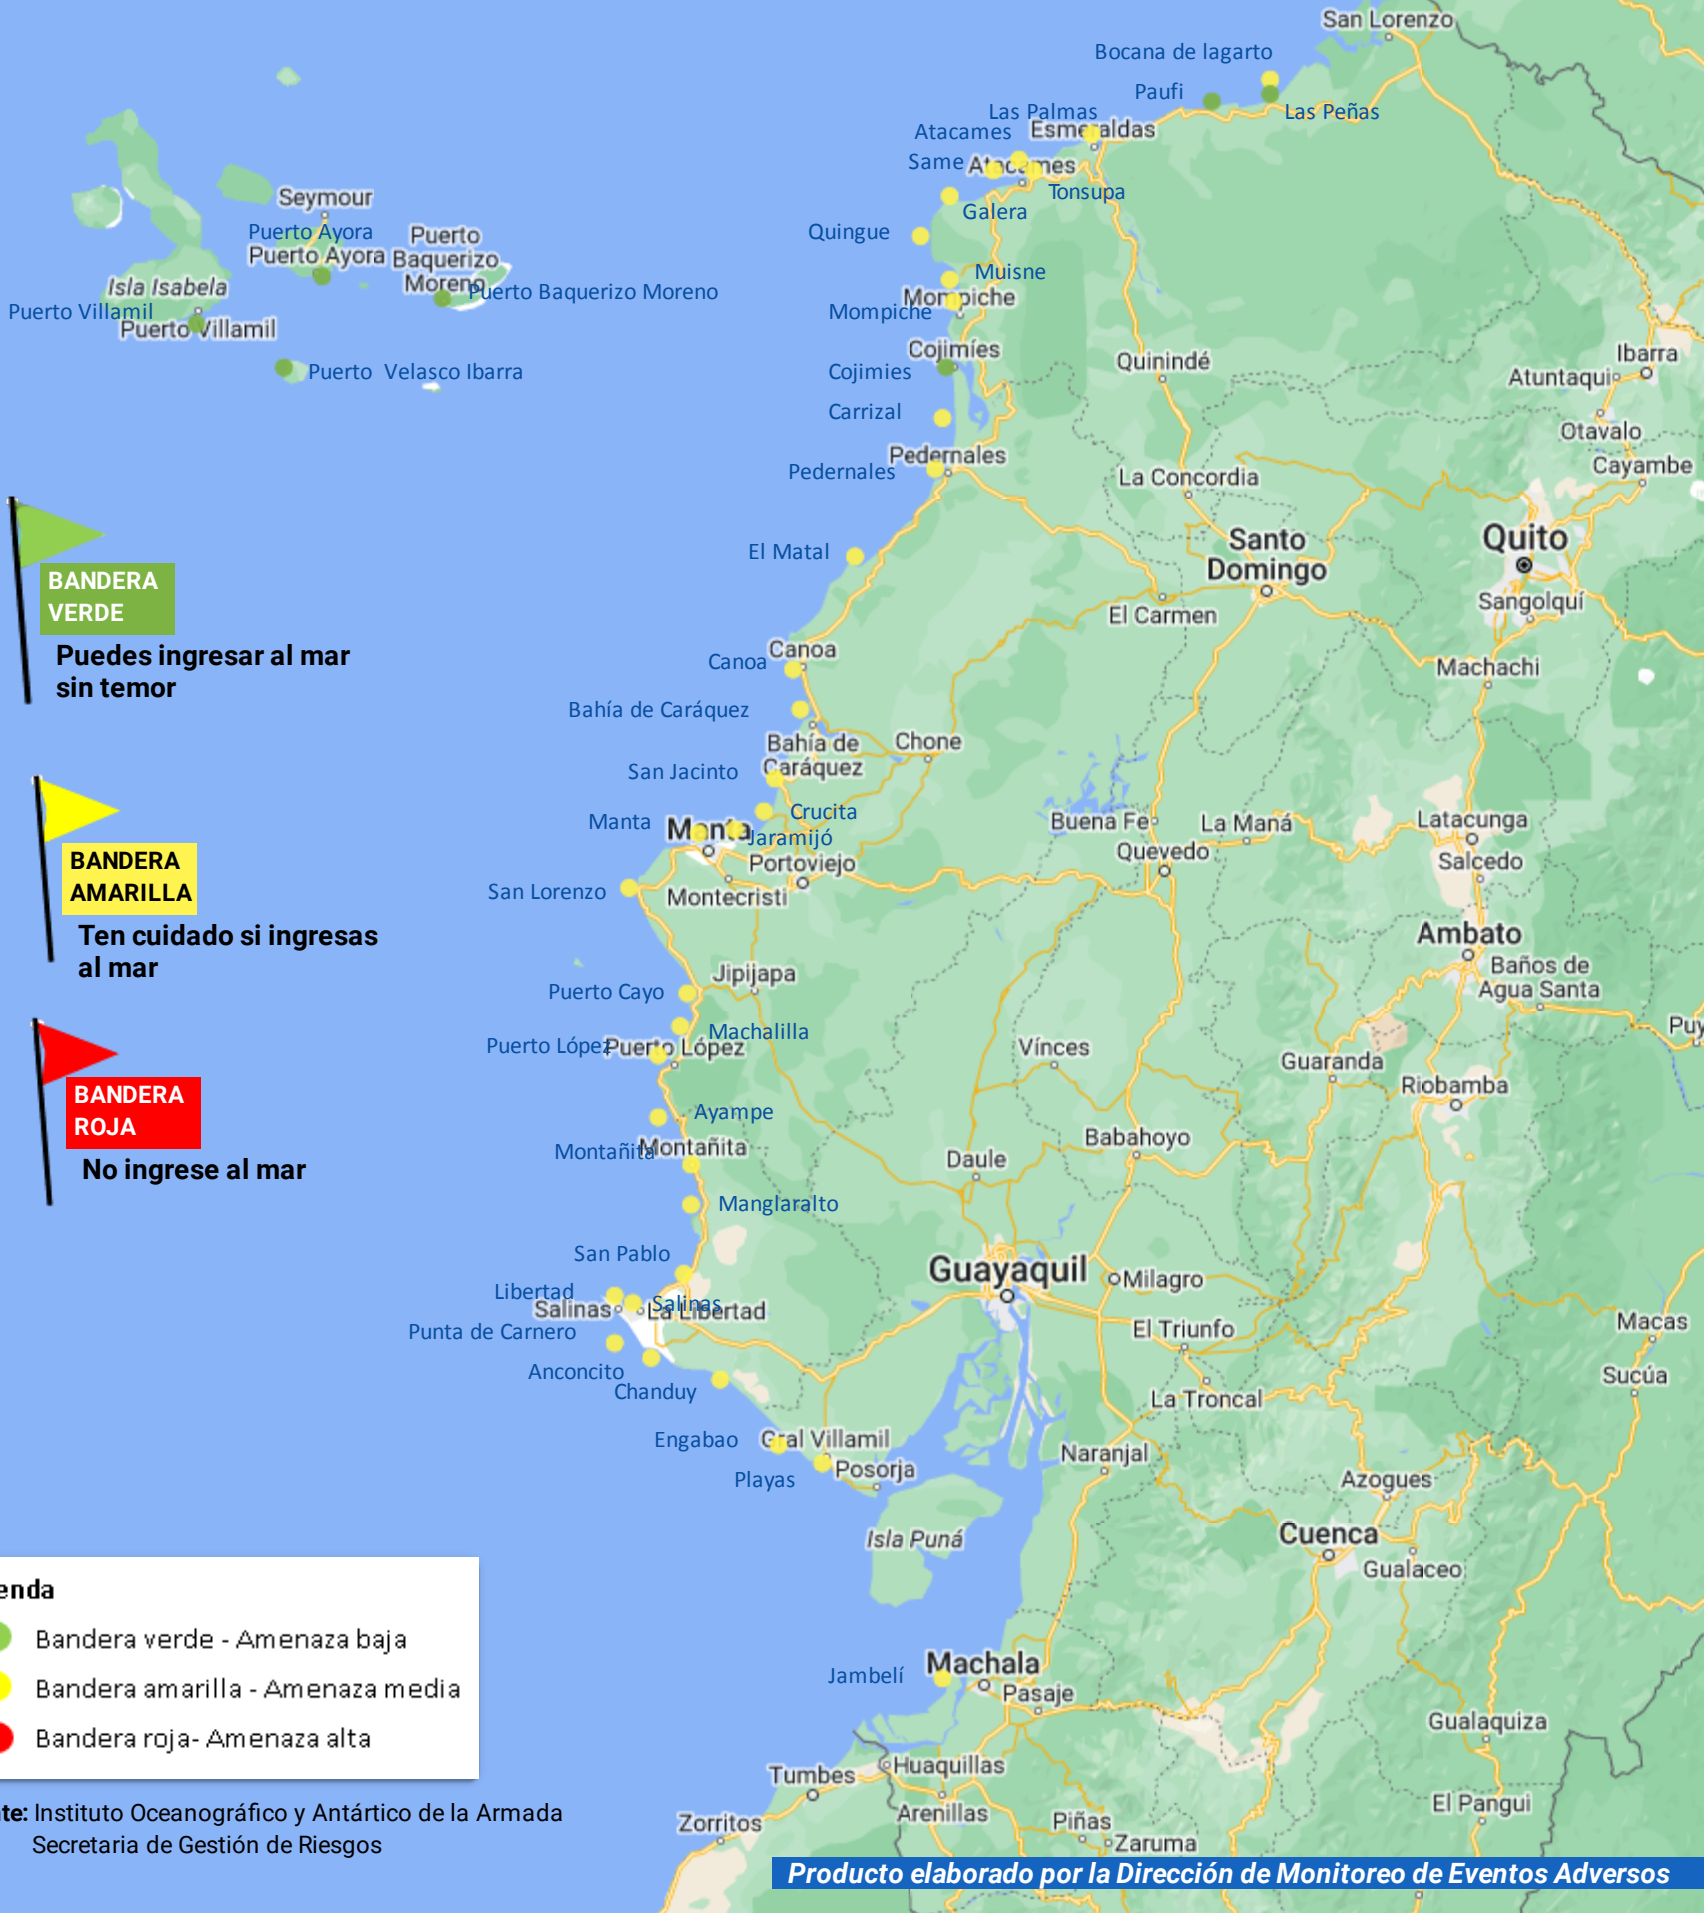 San Lorenzo
Bocana de lagarto
Paufi
Las Peñas
Las Palmas
Esmeraldas
Atacames
Same
Atacames
Tonsupa
Galera
Quingue
Muisne
Mompiche
Mompiche
Cojimíes
Cojimies
Carrizal
Pedernales
Pedernales
El Matal
Canoa
Canoa
Bahía de Caráquez
Bahía de
Caráquez
Chone
San Jacinto
Crucita
Manta
Manta
Jaramijó
Portoviejo
Montecristi
San Lorenzo
Jipijapa
Puerto Cayo
Machalilla
Puerto López
Puerto López
Ayampe
Montañita
Montañita
Manglaralto
San Pablo
Libertad
Salinas
Salinas
La Libertad
Punta de Carnero
Anconcito
Chanduy
Engabao
Gral Villamil
Playas
Posorja
Isla Puná
Jambelí
Machala
Pasaje
Huaquillas
Tumbes
Zorritos
Arenillas
Piñas
Zaruma
Seymour
Puerto Ayora
Puerto Ayora
Puerto
Baquerizo
Moreno
Puerto Baquerizo Moreno
Isla Isabela
Puerto Villamil
Puerto Villamil
Puerto Velasco Ibarra
Quinindé
Ibarra
Atuntaqui
Otavalo
Cayambe
La Concordia
Santo
Domingo
Quito
Sangolquí
El Carmen
Machachi
Buena Fe
La Maná
Latacunga
Quevedo
Salcedo
Ambato
Baños de
Agua Santa
Puy
Vínces
Guaranda
Riobamba
Babahoyo
Daule
Guayaquil
Milagro
El Triunfo
Macas
Sucúa
La Troncal
Naranjal
Azogues
Cuenca
Gualaceo
Gualaquiza
El Pangui
BANDERA
VERDE
Puedes ingresar al mar
sin temor
BANDERA
AMARILLA
Ten cuidado si ingresas
al mar
BANDERA
ROJA
No ingrese al mar
enda
Bandera verde - Amenaza baja
Bandera amarilla - Amenaza media
Bandera roja- Amenaza alta
te: Instituto Oceanográfico y Antártico de la Armada
Secretaria de Gestión de Riesgos
Producto elaborado por la Dirección de Monitoreo de Eventos Adversos